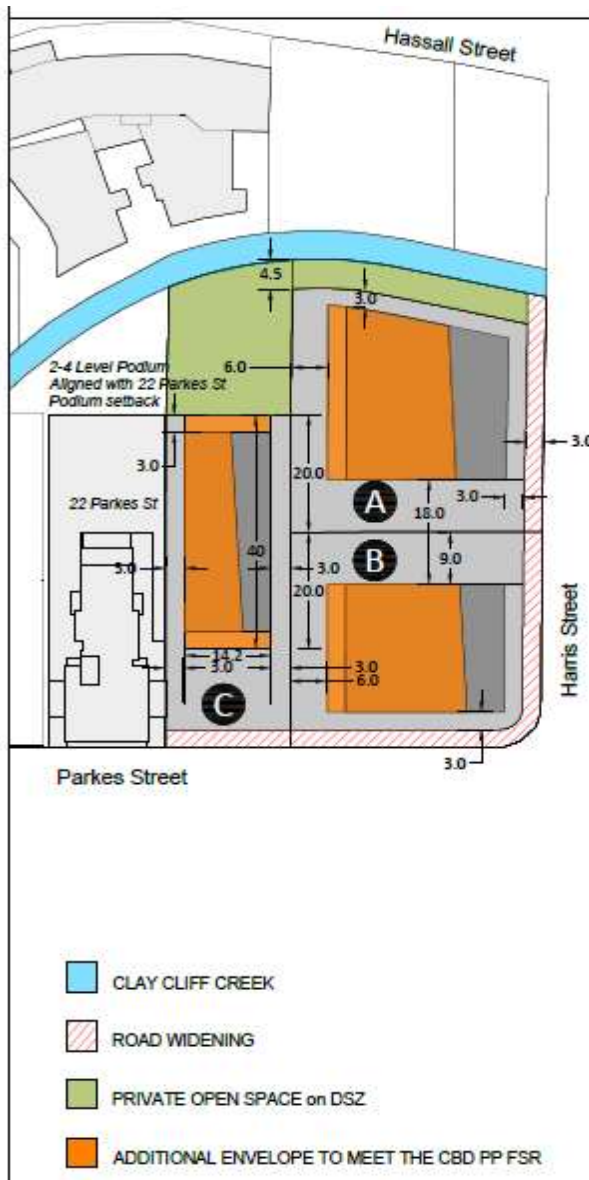 Hassall Street
4.5
3.0
2-4 Level Podium
Aligned with 22 Parkes St
Podium setback
6.0
3.0
3.0
20.0
A
3.0
18.0
22 Parkes St
40
B
9.0
3.0
3.0
20.0
14.2
3.0
3.0
6.0
C
Harris Street
3.0
Parkes Street
CLAY CLIFF CREEK
ROAD WIDENING
PRIVATE OPEN SPACE on DSZ
ADDITIONAL ENVELOPE TO MEET THE CBD PP FSR